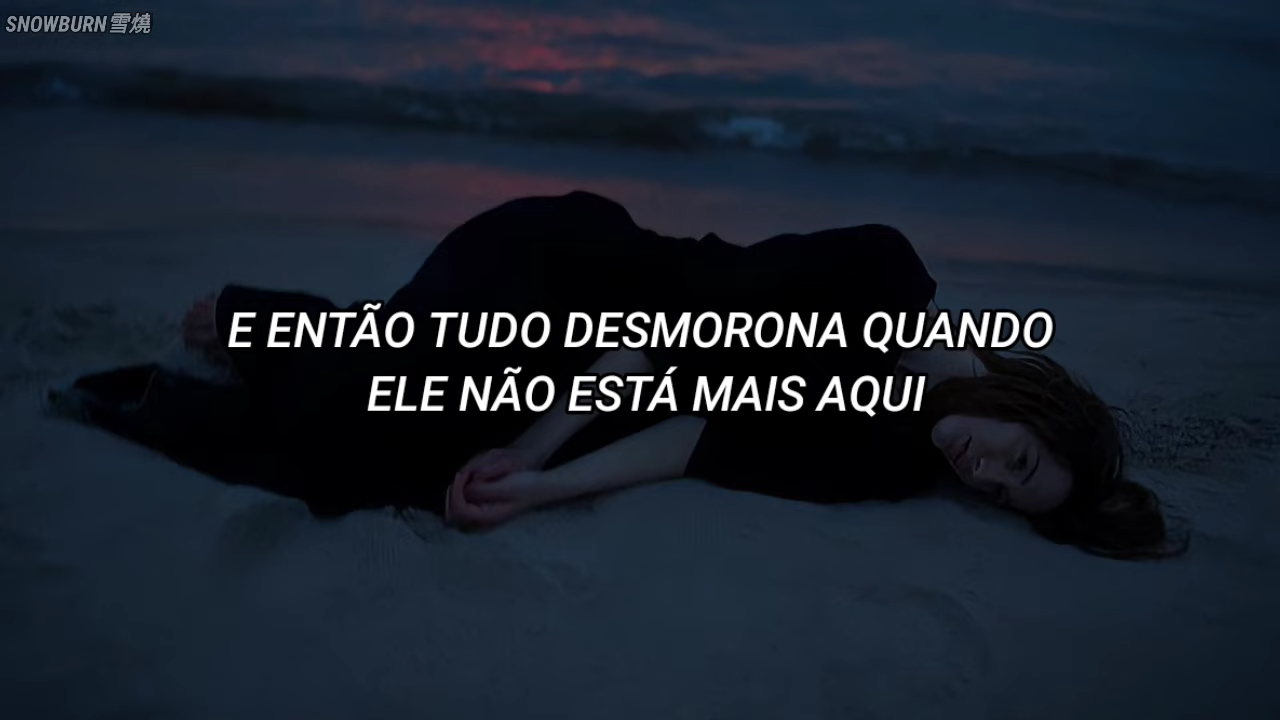 SNOWBURN雪燒
E ENTÃO TUDO DESMORONA QUANDO
ELE NÃO ESTÁ MAIS AQUI